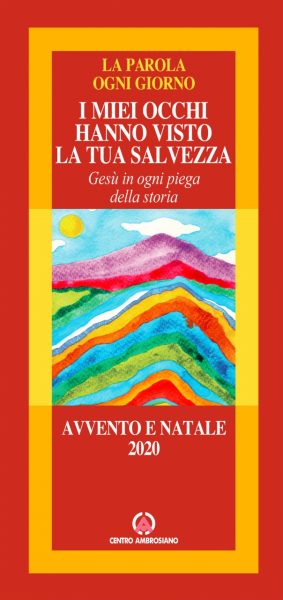 LA PAROLA
OGNI GIORNO
I MIEI OCCHI
HANNO VISTO
LA TUA SALVEZZA
Gesù in ogni piega
della storia
AVVENTO E NATALE
2020
CENTRO AMBROSIANO